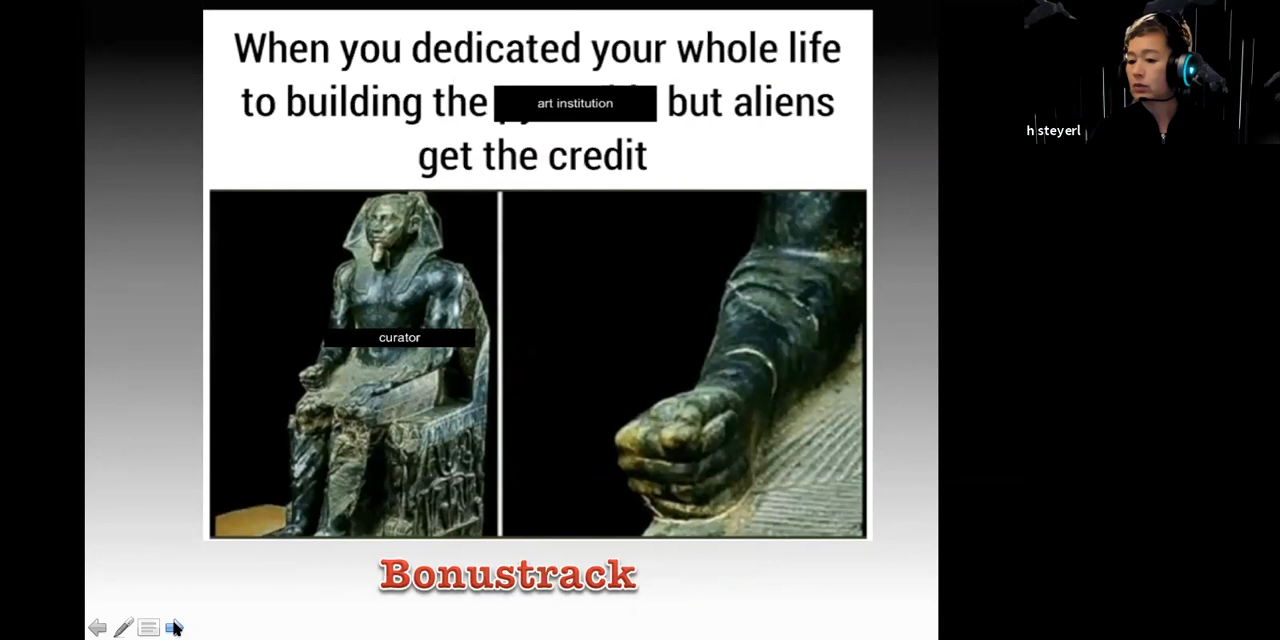 When you dedicated your whole life
to building the art institution but aliens
get the credit
curator
Bonustrack
h steyerl